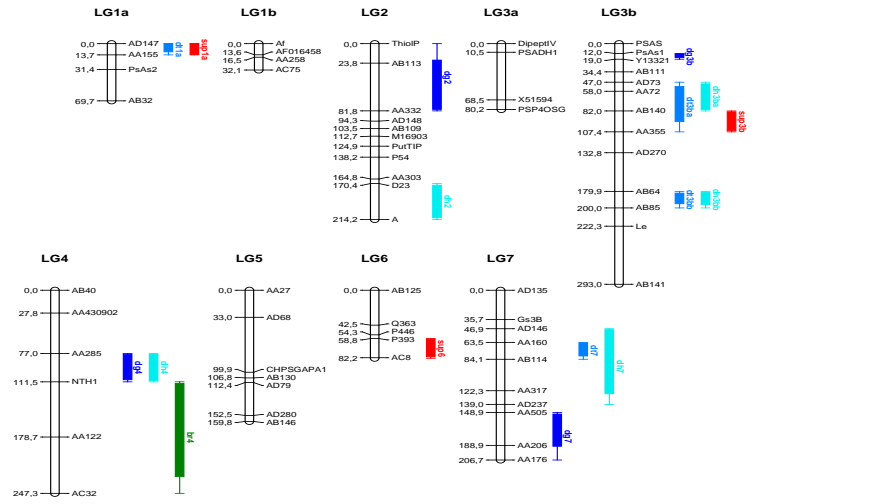 LG1a
0,0 AD147
13,7 AA155
31,4 PsAs2
69,7 AB32
dt1a
sup1a
LG1b
0,0 Af
13,6 AF016458
16,5 AA258
32,1 AC75
LG2
0,0 ThioIP
23,8 AB113
81,8 AA332
94,3 AD148
103,5 AB109
112,7 M16903
124,9 PutTIP
138,2 P54
164,8 AA303
170,4 D23
214,2 A
dg2
dh2
LG3a
0,0 DipeptIV
10,5 PSADH1
68,5 X51594
80,2 PSP4OSG
LG3b
0,0 PSAS
12,0 PsAs1
19,0 Y13321
34,4 AB111
47,0 AD73
58,0 AA72
82,0 AB140
107,4 AA355
132,8 AD270
179,9 AB64
200,0 AB85
222,3 Le
293,0 AB141
dg3b
dt3ba
dh3ba
sup3b
dt3bb
dh3bb
LG4
0,0 AB40
27,8 AA430902
77,0 AA285
111,5 NTH1
178,7 AA122
247,3 AC32
dg4
dh4
br4
LG5
0,0 AA27
33,0 AD68
99,9 CHPSGAPA1
106,8 AB130
112,4 AD79
152,5 AD280
159,8 AB146
LG6
0,0 AB125
42,5 Q363
54,3 P446
58,8 P393
82,2 AC8
sup6
LG7
0,0 AD135
35,7 Gs3B
46,9 AD146
63,5 AA160
84,1 AB114
122,3 AA317
139,0 AD237
148,9 AA505
188,9 AA206
206,7 AA176
dt7
dh7
dg7